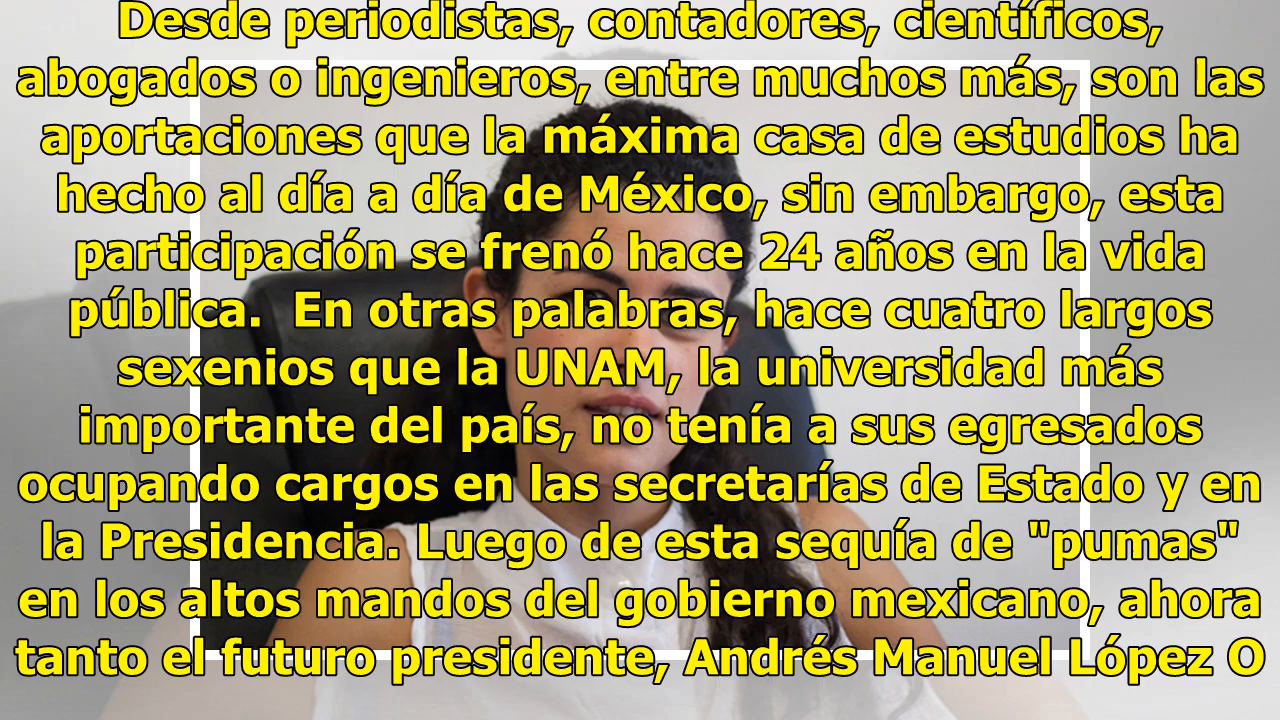 Desde periodistas, contadores, científicos,
abogados o ingenieros, entre muchos más, son las
aportaciones que la máxima casa de estudios ha
hecho al día a día de México, sin embargo, esta
participación se frenó hace 24 años en la vida
pública.  En otras palabras, hace cuatro largos
sexenios que la UNAM, la universidad más
importante del país, no tenía a sus egresados
ocupando cargos en las secretarías de Estado y en
la Presidencia. Luego de esta sequía de "pumas"
en los altos mandos del gobierno mexicano, ahora
tanto el futuro presidente, Andrés Manuel López O